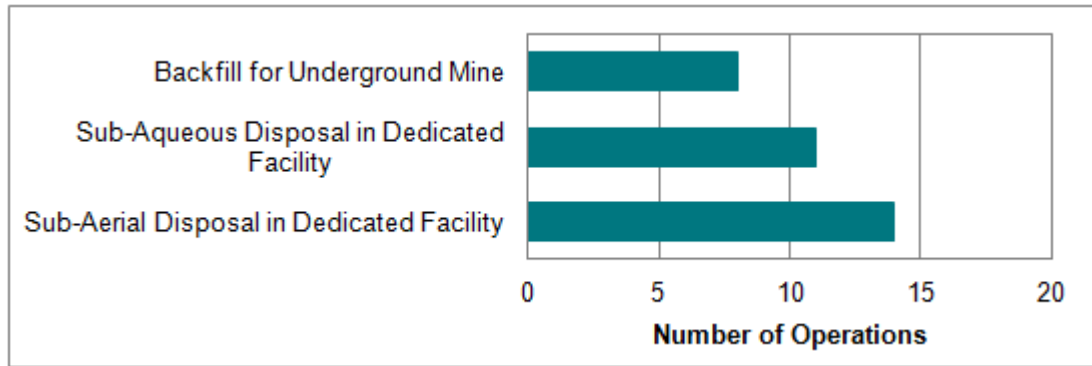 Backfill for Underground Mine
Sub-Aqueous Disposal in Dedicated
Facility
Sub-Aerial Disposal in Dedicated Facility
0 5 10 15 20
Number of Operations